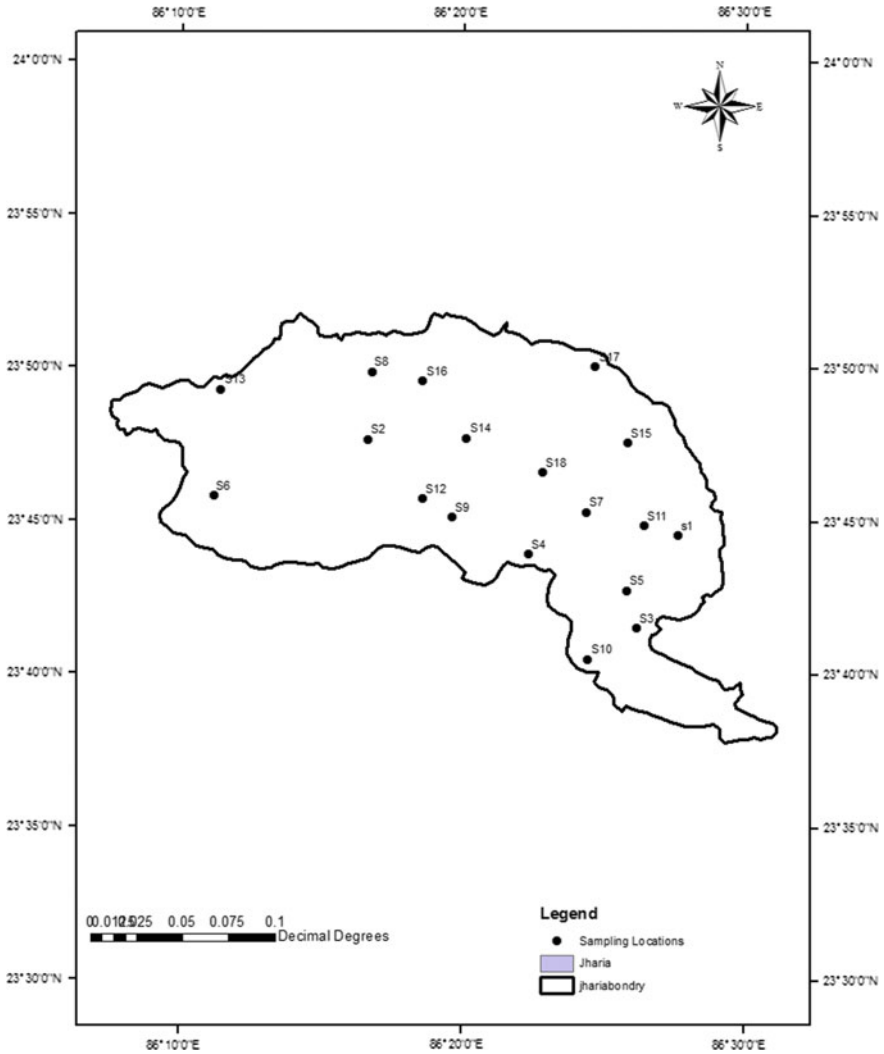 86°10'0"E 86°20'0"E 86°30'0"E
24°0'0"N 24°0'0"N
N
W E
S
23°55'0"N 23°55'0"N
23°50'0"N 23°50'0"N
S17
S8
S16
S13
S14
S2
S15
S18
S6
S12
S7
S9
S11
s1
23°45'0"N 23°45'0"N
S4
S5
S3
S10
23°40'0"N 23°40'0"N
23°35'0"N 23°35'0"N
0 0.05 0.075 0.1
Decimal Degrees
Legend
Sampling Locations
Jharia
jhariabondry
23°30'0"N 23°30'0"N
86°10'0"E 86°20'0"E 86°30'0"E